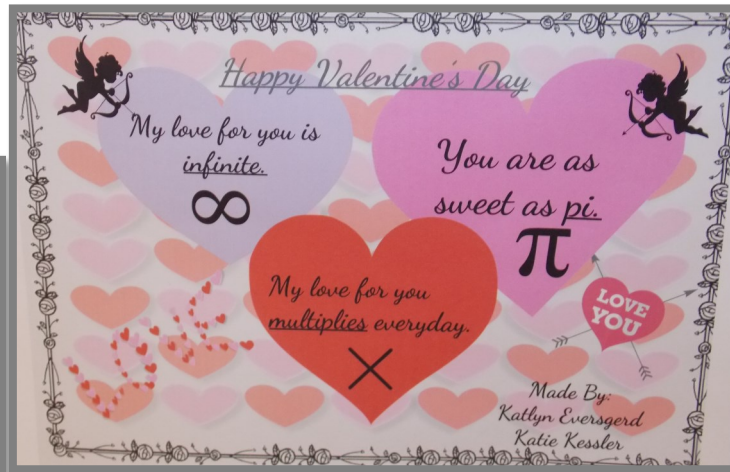 Happy Valentine's Day
My love for you is
infinite.
∞
You are as
sweet as pi.
π
My love for you
multiplies everyday.
×
LOVE
YOU
Made By:
Katlyn Eversgerd
Katie Kessler